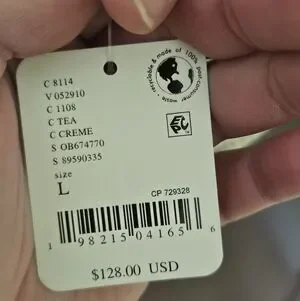 C 8114
V 052910
C 1108
C TEA
C CREME
S OB674770
S 89590335
size
L
recyclable & made of 100% post-consumer waste
CP 729328
1 98215 04165 6
$128.00 USD